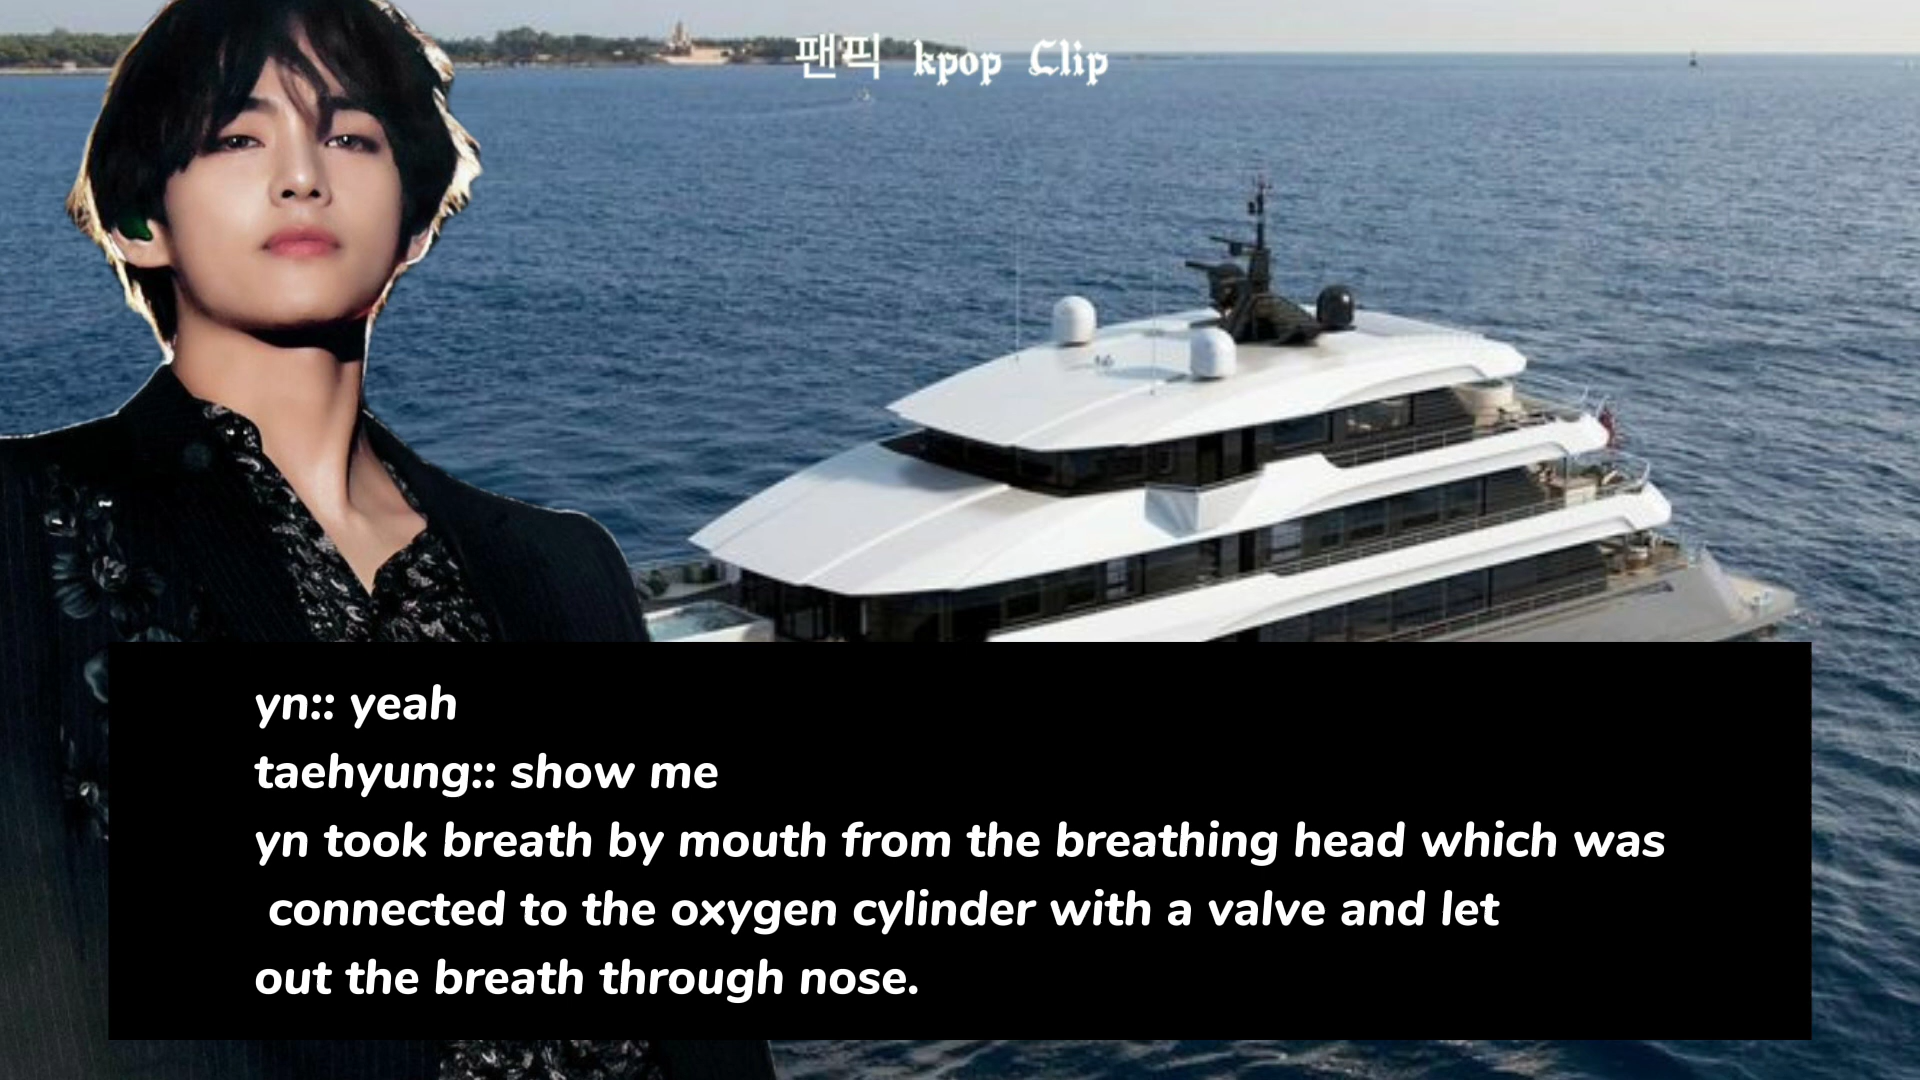 팬픽 kpop Clip
yn:: yeah
taehyung:: show me
yn took breath by mouth from the breathing head which was
connected to the oxygen cylinder with a valve and let
out the breath through nose.